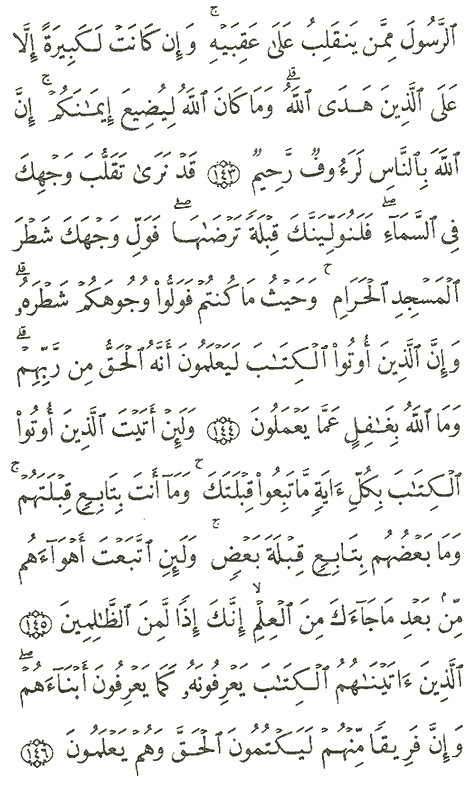 ٱلرَّسُولَ مِمَّن يَنقَلِبُ عَلَىٰ عَقِبَيْهِ ۚ وَإِن كَانَتْ لَكَبِيرَةً إِلَّا
عَلَى ٱلَّذِينَ هَدَى ٱللَّهُ ۗ وَمَا كَانَ ٱللَّهُ لِيُضِيعَ إِيمَـٰنَكُمْ ۚ إِنَّ
ٱللَّهَ بِٱلنَّاسِ لَرَءُوفٌ رَّحِيمٌ ﴿١٤٣﴾ قَدْ نَرَىٰ تَقَلُّبَ وَجْهِكَ
فِى ٱلسَّمَآءِ ۖ فَلَنُوَلِّيَنَّكَ قِبْلَةً تَرْضَىٰهَا ۖ فَوَلِّ وَجْهَكَ شَطْرَ
ٱلْمَسْجِدِ ٱلْحَرَامِ ۚ وَحَيْثُ مَا كُنتُمْ فَوَلُّوا۟ وُجُوهَكُمْ شَطْرَهُۥ ۗ
وَإِنَّ ٱلَّذِينَ أُوتُوا۟ ٱلْكِتَـٰبَ لَيَعْلَمُونَ أَنَّهُ ٱلْحَقُّ مِن رَّبِّهِمْ ۗ
وَمَا ٱللَّهُ بِغَـٰفِلٍ عَمَّا يَعْمَلُونَ ﴿١٤٤﴾ وَلَئِنْ أَتَيْتَ ٱلَّذِينَ أُوتُوا۟
ٱلْكِتَـٰبَ بِكُلِّ ءَايَةٍ مَّا تَبِعُوا۟ قِبْلَتَكَ ۚ وَمَآ أَنتَ بِتَابِعٍ قِبْلَتَهُمْ ۚ
وَمَا بَعْضُهُم بِتَابِعٍ قِبْلَةَ بَعْضٍ ۚ وَلَئِنِ ٱتَّبَعْتَ أَهْوَآءَهُم
مِّنۢ بَعْدِ مَا جَآءَكَ مِنَ ٱلْعِلْمِ ۙ إِنَّكَ إِذًا لَّمِنَ ٱلظَّـٰلِمِينَ ﴿١٤٥﴾
ٱلَّذِينَ ءَاتَيْنَـٰهُمُ ٱلْكِتَـٰبَ يَعْرِفُونَهُۥ كَمَا يَعْرِفُونَ أَبْنَآءَهُمْ ۖ
وَإِنَّ فَرِيقًا مِّنْهُمْ لَيَكْتُمُونَ ٱلْحَقَّ وَهُمْ يَعْلَمُونَ ﴿١٤٦﴾